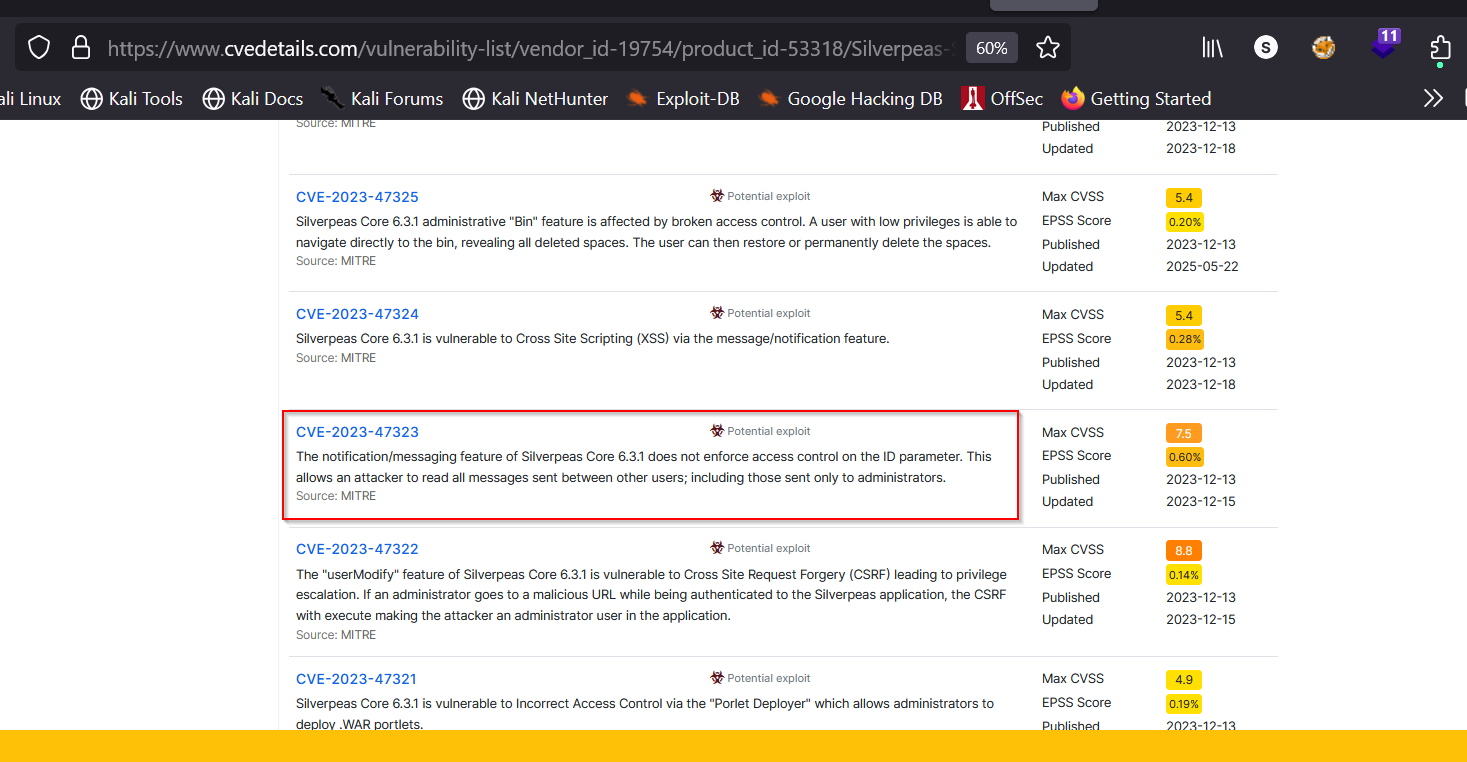 11
https://www.cvedetails.com/vulnerability-list/vendor_id-19754/product_id-53318/Silverpeas- 60% S
ali Linux Kali Tools Kali Docs Kali Forums Kali NetHunter Exploit-DB Google Hacking DB OffSec Getting Started
Source: MITRE
Published 2023-12-13
Updated 2023-12-18
CVE-2023-47325 Potential exploit
Silverpeas Core 6.3.1 administrative "Bin" feature is affected by broken access control. A user with low privileges is able to
navigate directly to the bin, revealing all deleted spaces. The user can then restore or permanently delete the spaces.
Source: MITRE
Max CVSS 5.4
EPSS Score 0.20%
Published 2023-12-13
Updated 2025-05-22
CVE-2023-47324 Potential exploit
Silverpeas Core 6.3.1 is vulnerable to Cross Site Scripting (XSS) via the message/notification feature.
Source: MITRE
Max CVSS 5.4
EPSS Score 0.28%
Published 2023-12-13
Updated 2023-12-18
CVE-2023-47323 Potential exploit
The notification/messaging feature of Silverpeas Core 6.3.1 does not enforce access control on the ID parameter. This
allows an attacker to read all messages sent between other users; including those sent only to administrators.
Source: MITRE
Max CVSS 7.5
EPSS Score 0.60%
Published 2023-12-13
Updated 2023-12-15
CVE-2023-47322 Potential exploit
The "userModify" feature of Silverpeas Core 6.3.1 is vulnerable to Cross Site Request Forgery (CSRF) leading to privilege
escalation. If an administrator goes to a malicious URL while being authenticated to the Silverpeas application, the CSRF
with execute making the attacker an administrator user in the application.
Source: MITRE
Max CVSS 8.8
EPSS Score 0.14%
Published 2023-12-13
Updated 2023-12-15
CVE-2023-47321 Potential exploit
Silverpeas Core 6.3.1 is vulnerable to Incorrect Access Control via the "Porlet Deployer" which allows administrators to
deploy .WAR portlets.
Max CVSS 4.9
EPSS Score 0.19%
Published 2023-12-13